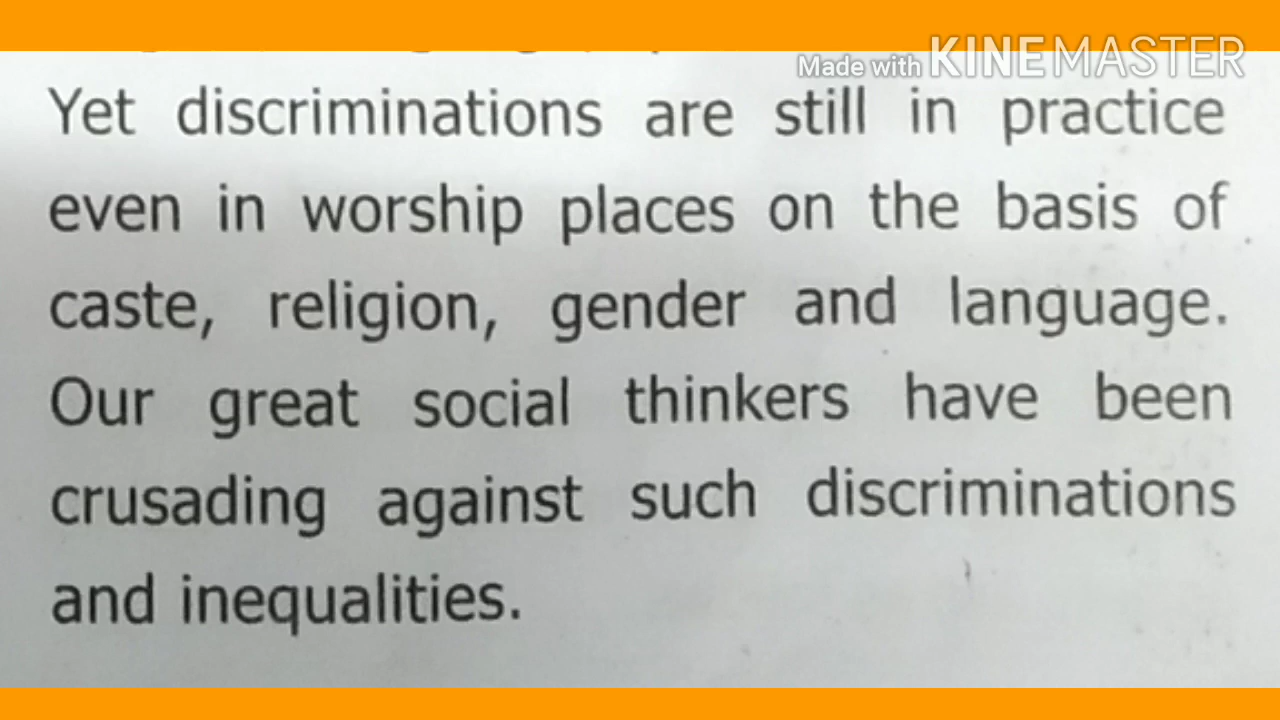 Made with KINEMASTER
Yet discriminations are still in practice
even in worship places on the basis of
caste, religion, gender and language.
Our great social thinkers have been
crusading against such discriminations
and inequalities.